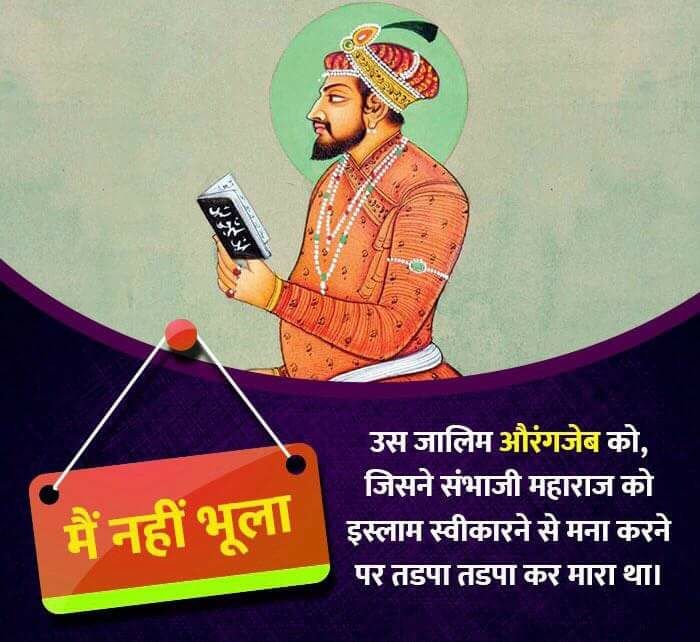 मैं नहीं भूला
उस जालिम औरंगजेब को,
जिसने संभाजी महाराज को
इस्लाम स्वीकारने से मना करने
पर तडपा तडपा कर मारा था।